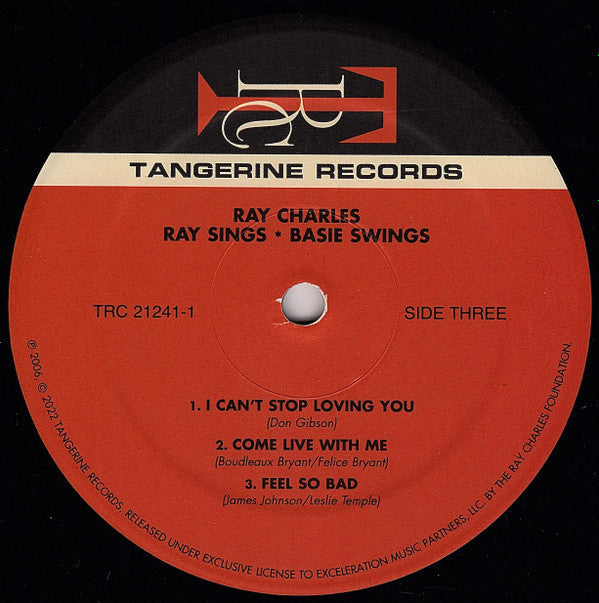 TRC
TANGERINE RECORDS
RAY CHARLES
RAY SINGS * BASIE SWINGS
TRC 21241-1
SIDE THREE
1. I CAN'T STOP LOVING YOU
(Don Gibson)
2. COME LIVE WITH ME
(Boudleaux Bryant/Felice Bryant)
3. FEEL SO BAD
(James Johnson/Leslie Temple)
℗ 2006, © 2022 TANGERINE RECORDS, RELEASED UNDER EXCLUSIVE LICENSE TO EXCELERATION MUSIC PARTNERS, LLC. BY THE RAY CHARLES FOUNDATION.